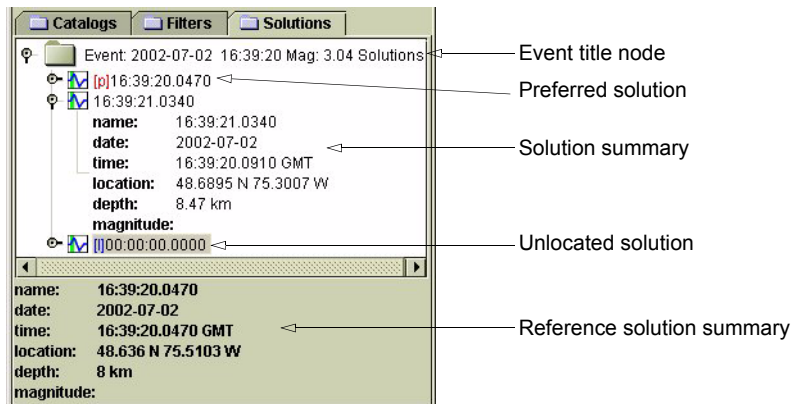 Catalogs Filters Solutions
Event: 2002-07-02 16:39:20 Mag: 3.04 Solutions
Event title node
[p]16:39:20.0470
Preferred solution
16:39:21.0340
name: 16:39:21.0340
date: 2002-07-02
Solution summary
time: 16:39:20.0910 GMT
location: 48.6895 N 75.3007 W
depth: 8.47 km
magnitude:
[l]00:00:00.0000
Unlocated solution
name: 16:39:20.0470
date: 2002-07-02
time: 16:39:20.0470 GMT
Reference solution summary
location: 48.636 N 75.5103 W
depth: 8 km
magnitude: